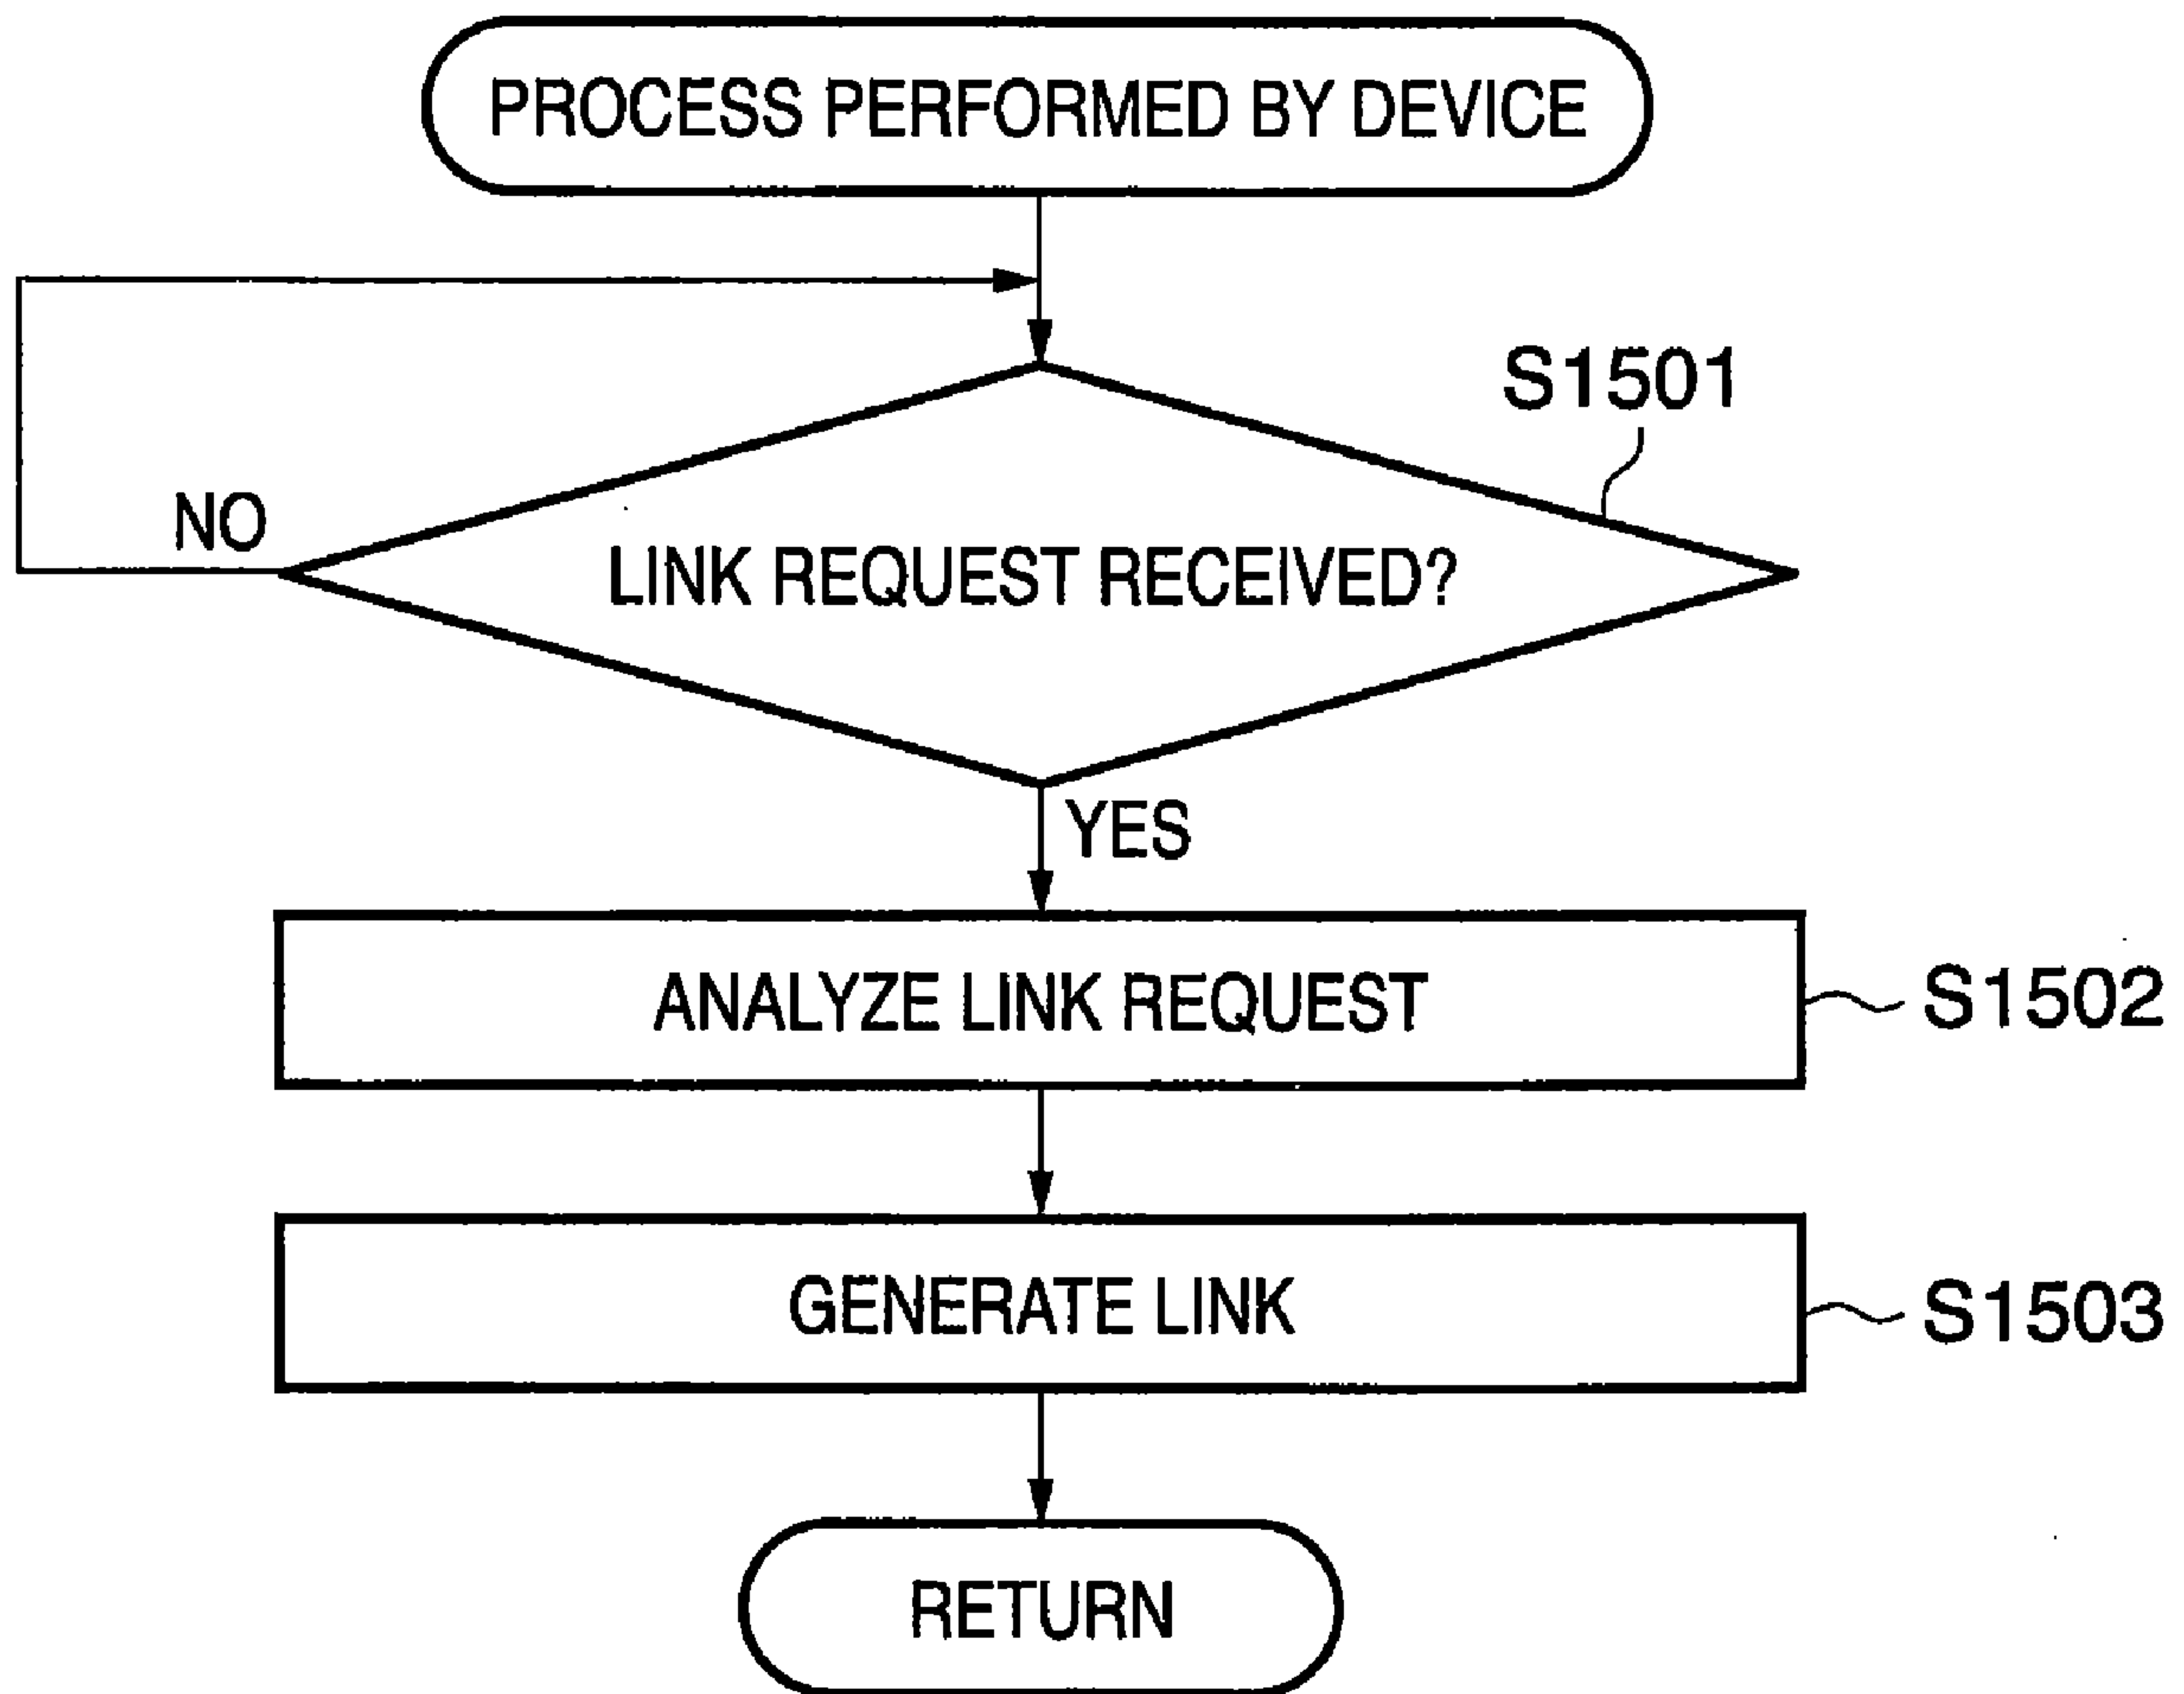 PROCESS PERFORMED BY DEVICE
S1501
NO
LINK REQUEST RECEIVED?
YES
ANALYZE LINK REQUEST
S1502
GENERATE LINK
S1503
RETURN